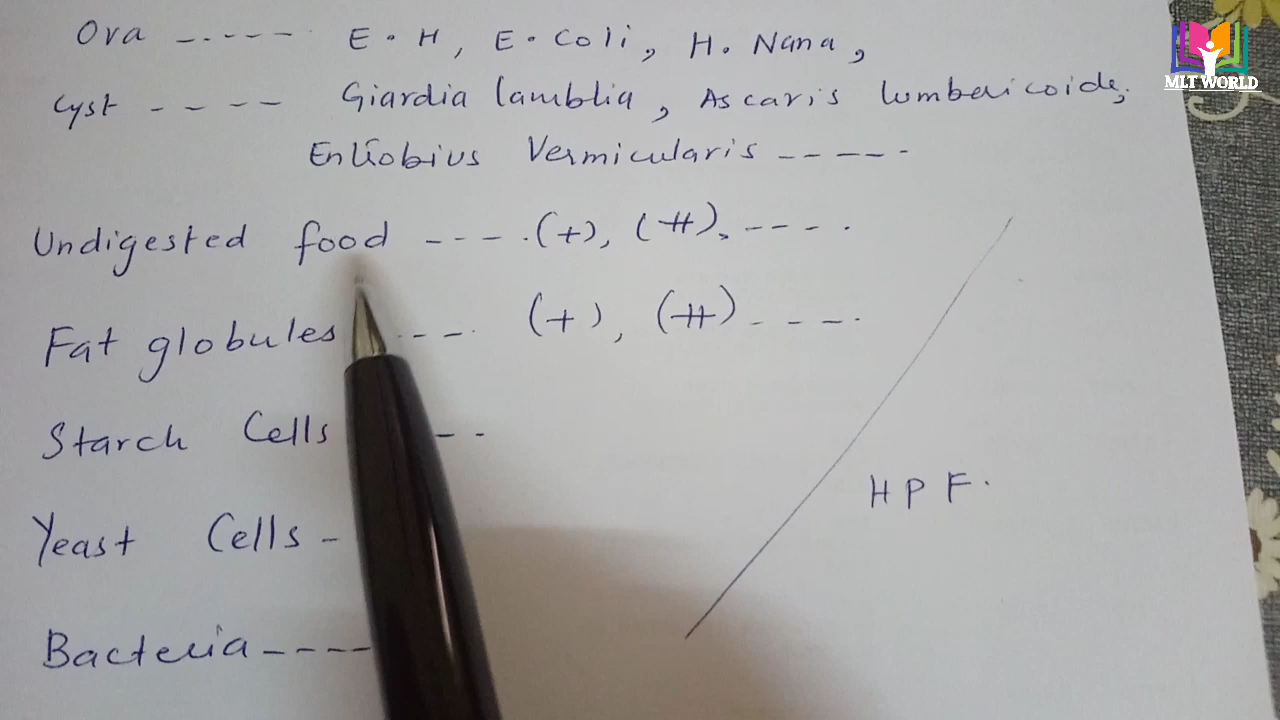 Ova ----- E. H, E. Coli, H. Nana,
Cyst ---- Giardia lamblia, Ascaris lumbericoide,
Entiobius Vermicularis -----
Undigested food ---- (+), (++), ----
Fat globules ---- (+), (++) ----
Starch Cells --
Yeast Cells -
Bacteria ----
/ HPF.
MLT WORLD